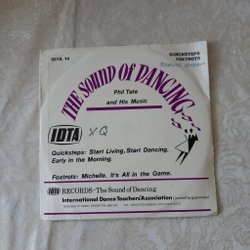 IDTA 14
QUICKSTEPS
FOXTROTS
THE SOUND OF DANCING
Phil Tate
and His Music
IDTA
X Q
Quicksteps: Start Living, Start Dancing.
Early in the Morning.
Foxtrots: Michelle. It's All in the Game.
IDTA RECORDS-The Sound of Dancing
International Dance Teachers' Association